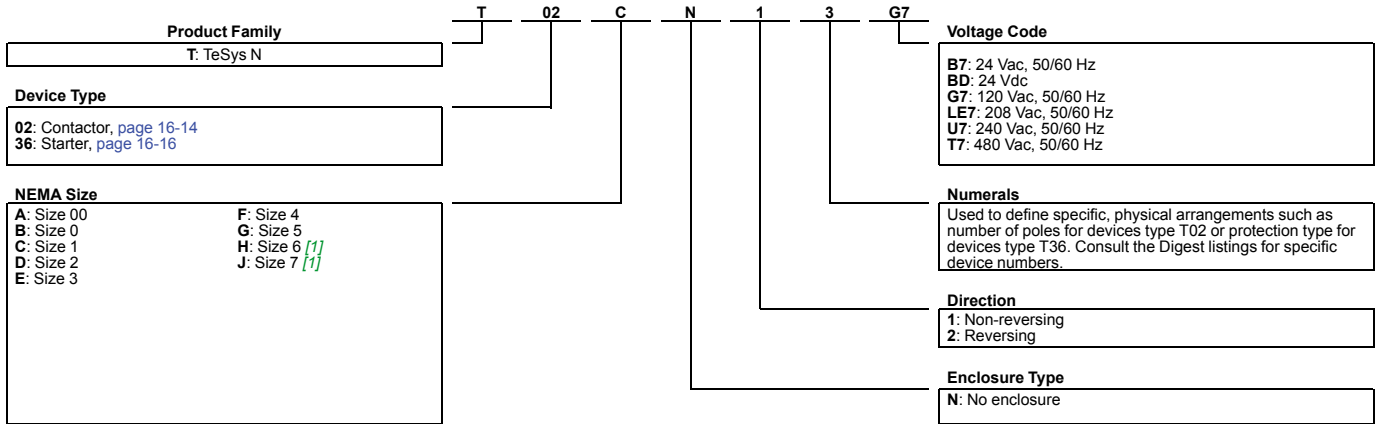 T 02 C N 1 3 G7
Product Family
T: TeSys N
Device Type
02: Contactor, page 16-14
36: Starter, page 16-16
NEMA Size
A: Size 00
B: Size 0
C: Size 1
D: Size 2
E: Size 3
F: Size 4
G: Size 5
H: Size 6 [1]
J: Size 7 [1]
Voltage Code
B7: 24 Vac, 50/60 Hz
BD: 24 Vdc
G7: 120 Vac, 50/60 Hz
LE7: 208 Vac, 50/60 Hz
U7: 240 Vac, 50/60 Hz
T7: 480 Vac, 50/60 Hz
Numerals
Used to define specific, physical arrangements such as
number of poles for devices type T02 or protection type for
devices type T36. Consult the Digest listings for specific
device numbers.
Direction
1: Non-reversing
2: Reversing
Enclosure Type
N: No enclosure